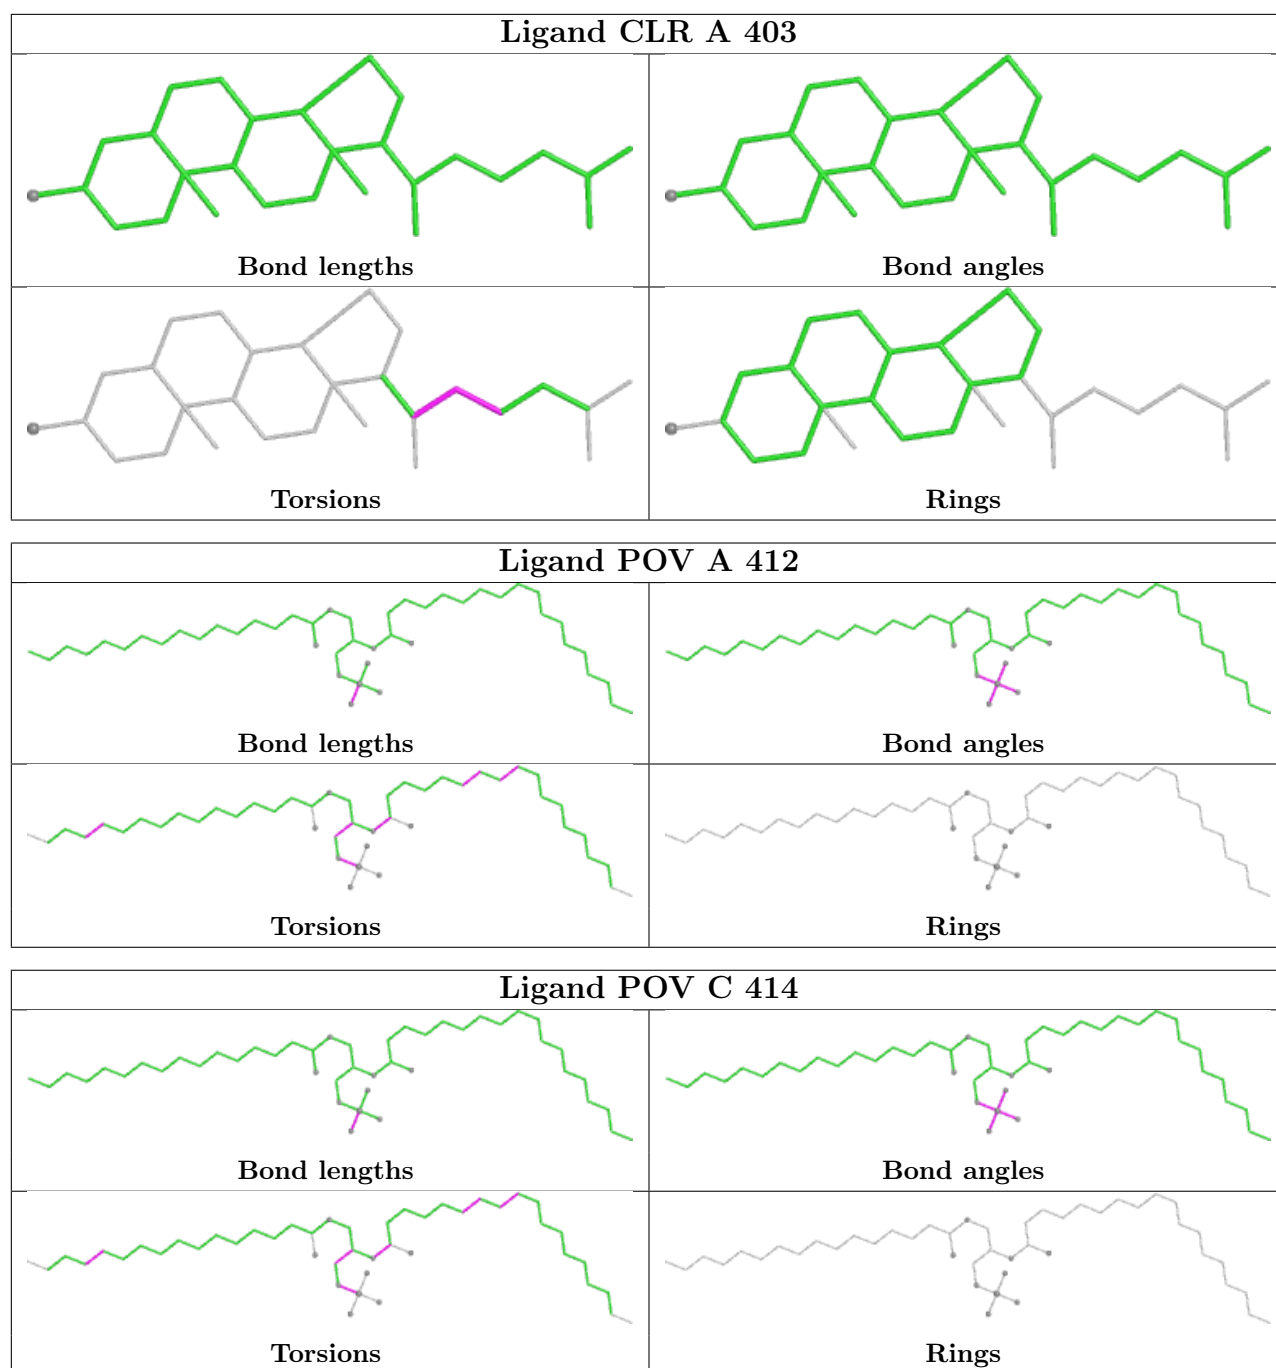 Ligand CLR A 403
Bond lengths
Bond angles
Torsions
Rings
Ligand POV A 412
Bond lengths
Bond angles
Torsions
Rings
Ligand POV C 414
Bond lengths
Bond angles
Torsions
Rings